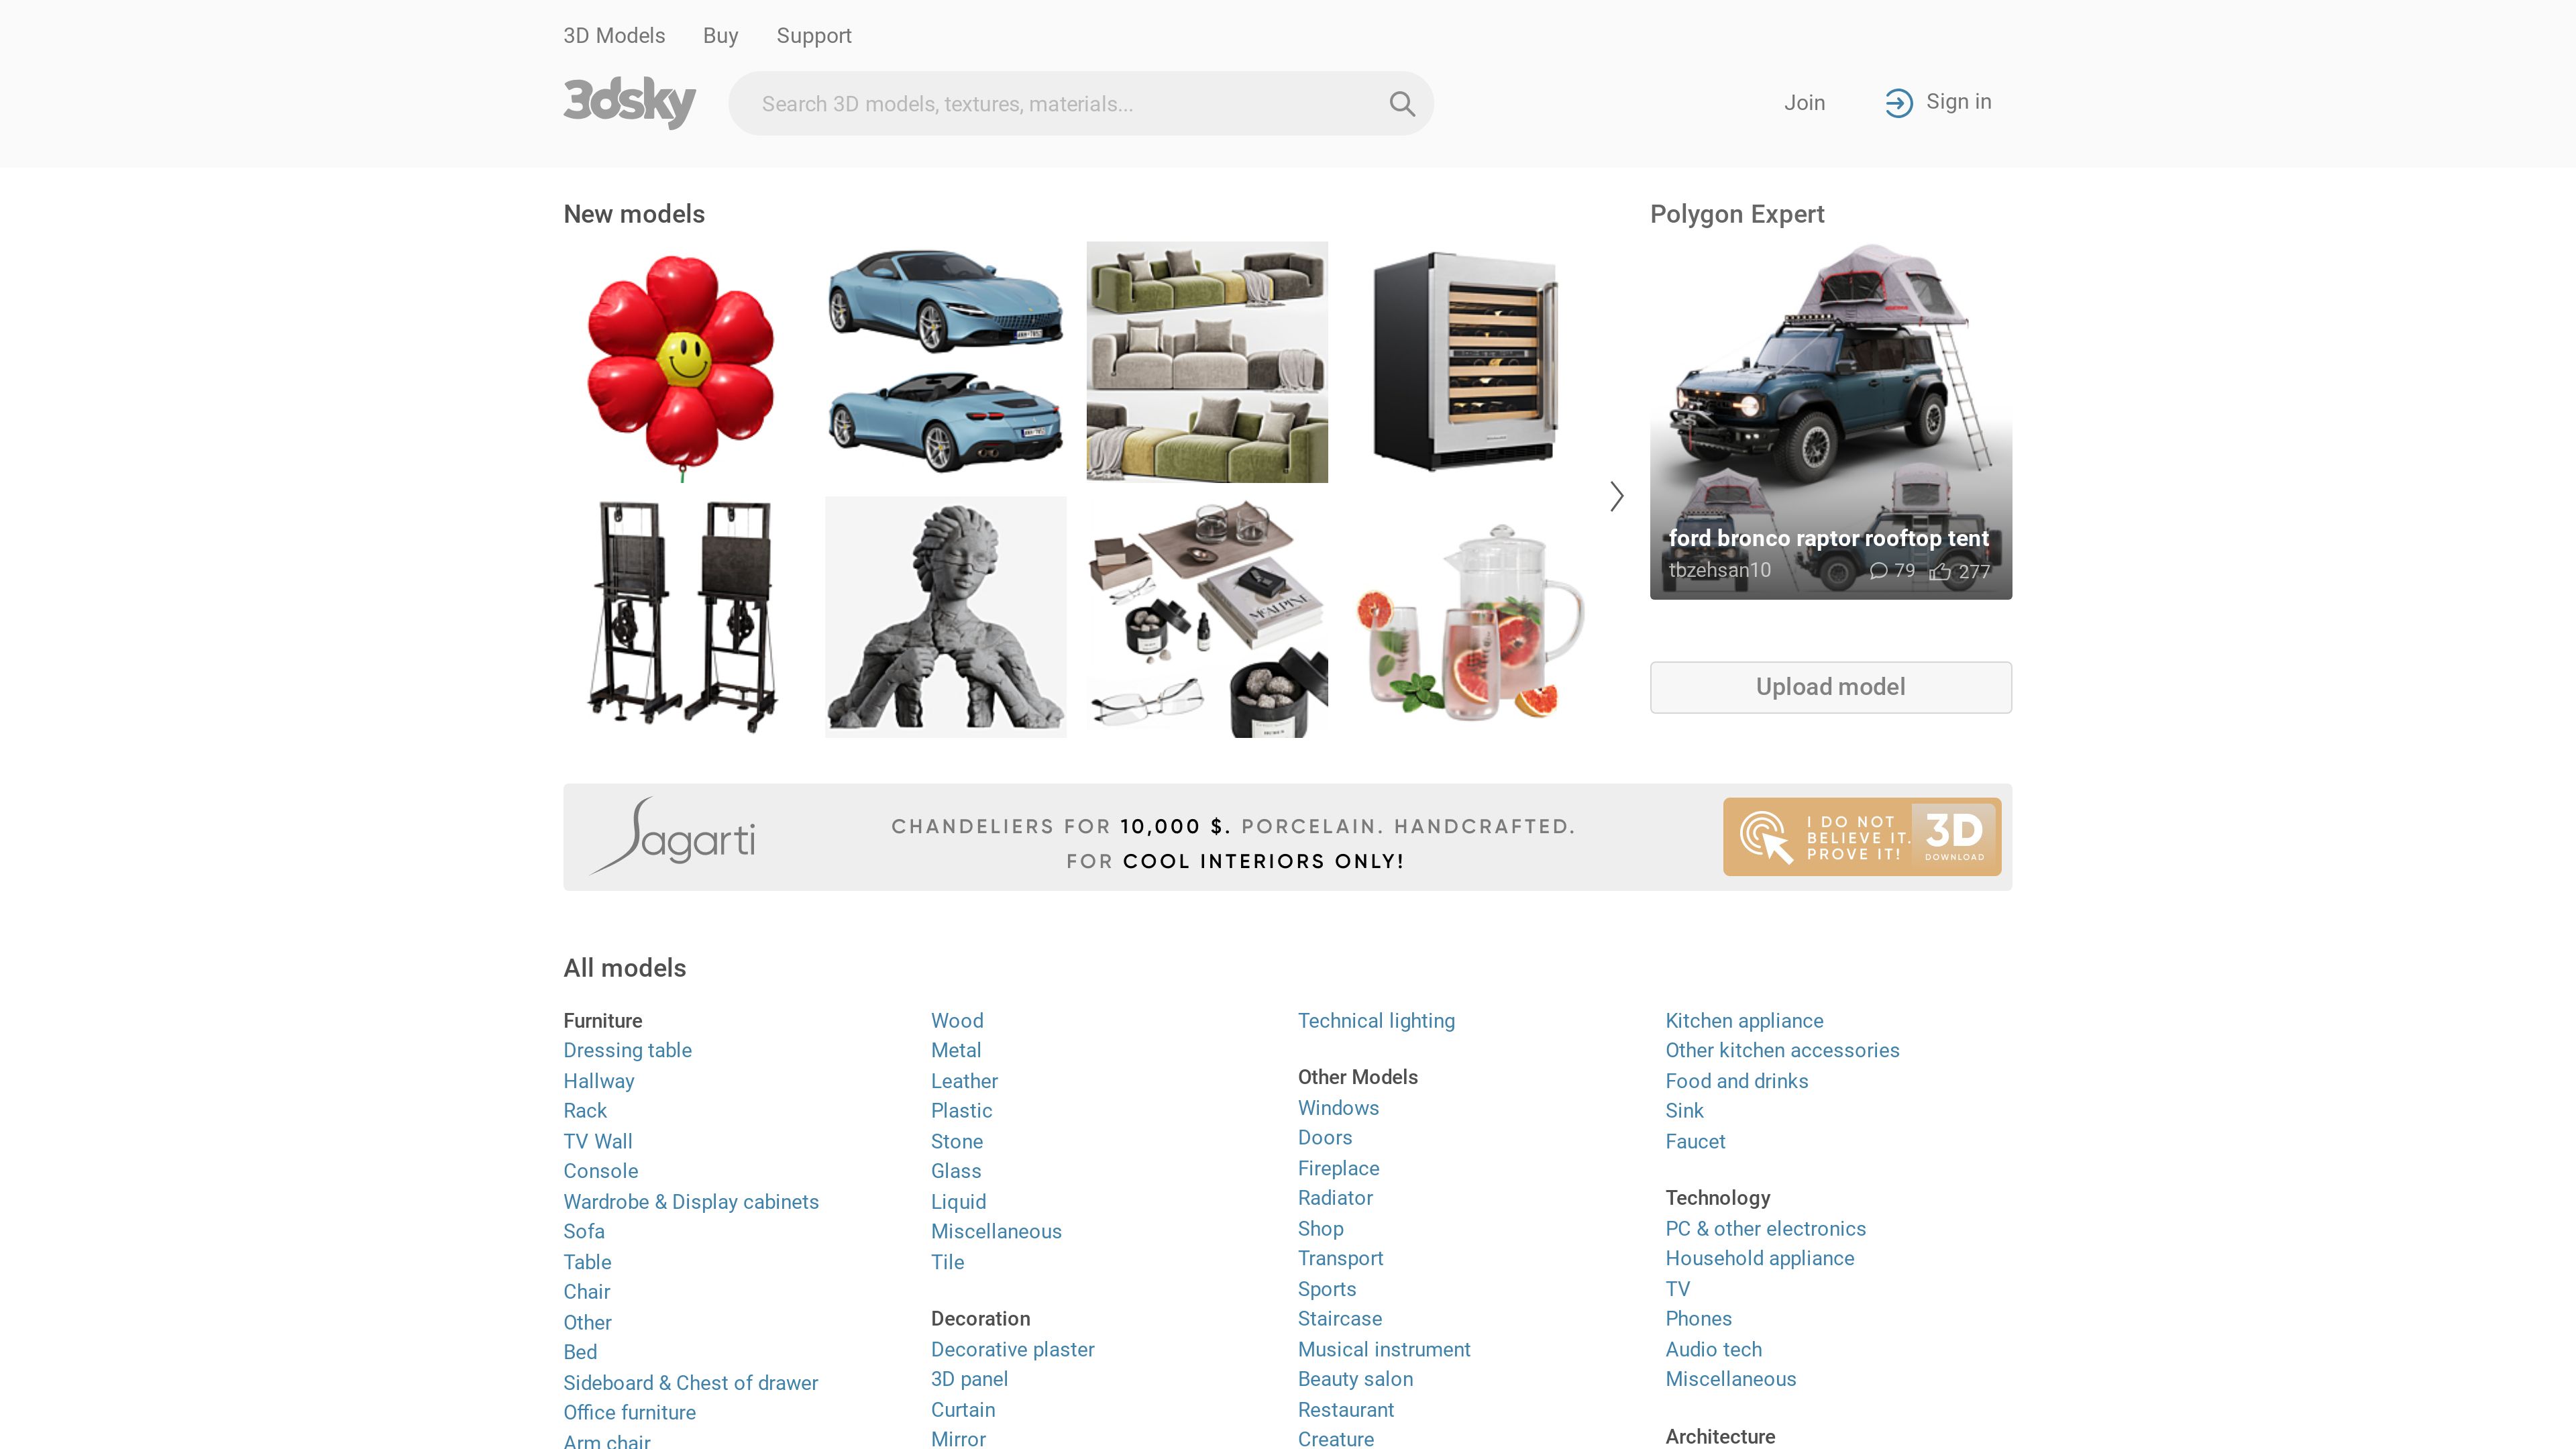 3D Models Buy Support
3dsky
Search 3D models, textures, materials...
Join
Sign in
New models
Polygon Expert
McALPINE
ford bronco raptor rooftop tent
tbzehsan10
79
277
Upload model
Sagarti
CHANDELIERS FOR 10,000 $. PORCELAIN. HANDCRAFTED.
FOR COOL INTERIORS ONLY!
I DO NOT
BELIEVE IT.
PROVE IT!
3D
DOWNLOAD
All models
Furniture
Dressing table
Hallway
Rack
TV Wall
Console
Wardrobe & Display cabinets
Sofa
Table
Chair
Other
Bed
Sideboard & Chest of drawer
Office furniture
Arm chair
Wood
Metal
Leather
Plastic
Stone
Glass
Liquid
Miscellaneous
Tile
Decoration
Decorative plaster
3D panel
Curtain
Mirror
Technical lighting
Other Models
Windows
Doors
Fireplace
Radiator
Shop
Transport
Sports
Staircase
Musical instrument
Beauty salon
Restaurant
Creature
Kitchen appliance
Other kitchen accessories
Food and drinks
Sink
Faucet
Technology
PC & other electronics
Household appliance
TV
Phones
Audio tech
Miscellaneous
Architecture